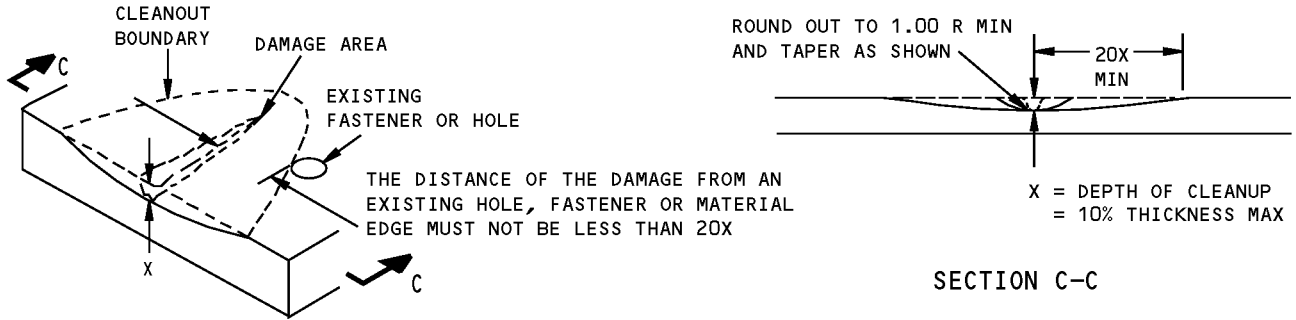 CLEANOUT
BOUNDARY
DAMAGE AREA
C
EXISTING
FASTENER OR HOLE
THE DISTANCE OF THE DAMAGE FROM AN
EXISTING HOLE, FASTENER OR MATERIAL
EDGE MUST NOT BE LESS THAN 20X
X
C
ROUND OUT TO 1.00 R MIN
AND TAPER AS SHOWN
20X
MIN
X = DEPTH OF CLEANUP
= 10% THICKNESS MAX
SECTION C-C